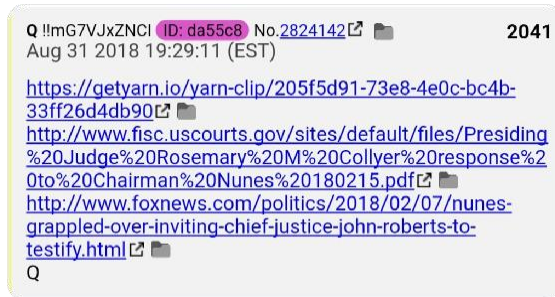 Q !!mG7VJxZNCI ID: da55c8 No.2824142 2041
Aug 31 2018 19:29:11 (EST)
https://getyarn.io/yarn-clip/205f5d91-73e8-4e0c-bc4b-
33ff26d4db90
http://www.fisc.uscourts.gov/sites/default/files/Presiding
%20Judge%20Rosemary%20M%20Collyer%20response%2
0to%20Chairman%20Nunes%20180215.pdf
http://www.foxnews.com/politics/2018/02/07/nunes-
grappled-over-inviting-chief-justice-john-roberts-to-
testify.html
Q